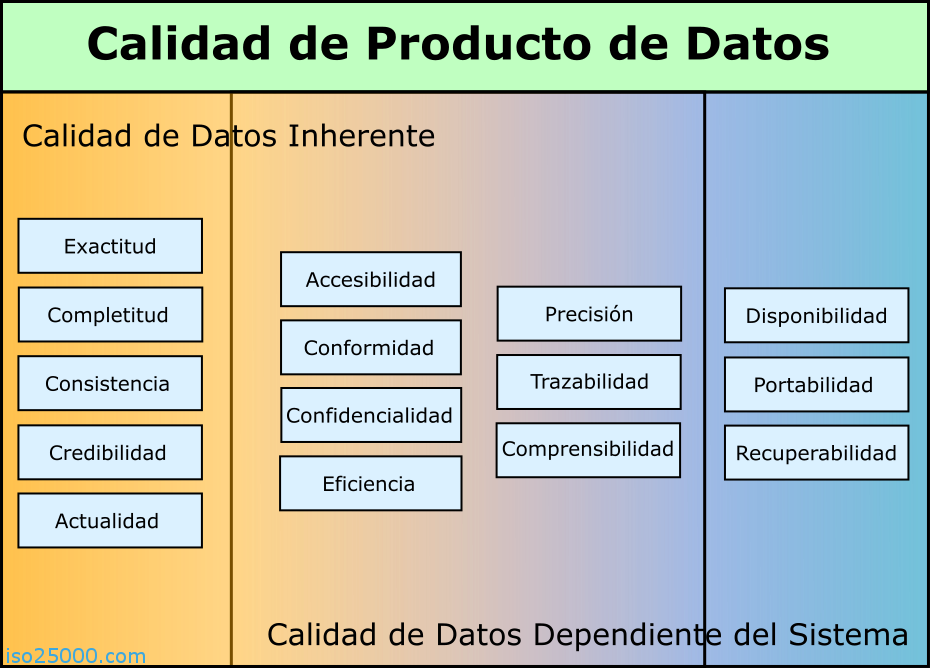 Calidad de Producto de Datos
Calidad de Datos Inherente
Exactitud
Completitud
Consistencia
Credibilidad
Actualidad
Accesibilidad
Conformidad
Confidencialidad
Eficiencia
Precisión
Trazabilidad
Comprensibilidad
Disponibilidad
Portabilidad
Recuperabilidad
Calidad de Datos Dependiente del Sistema
iso25000.com